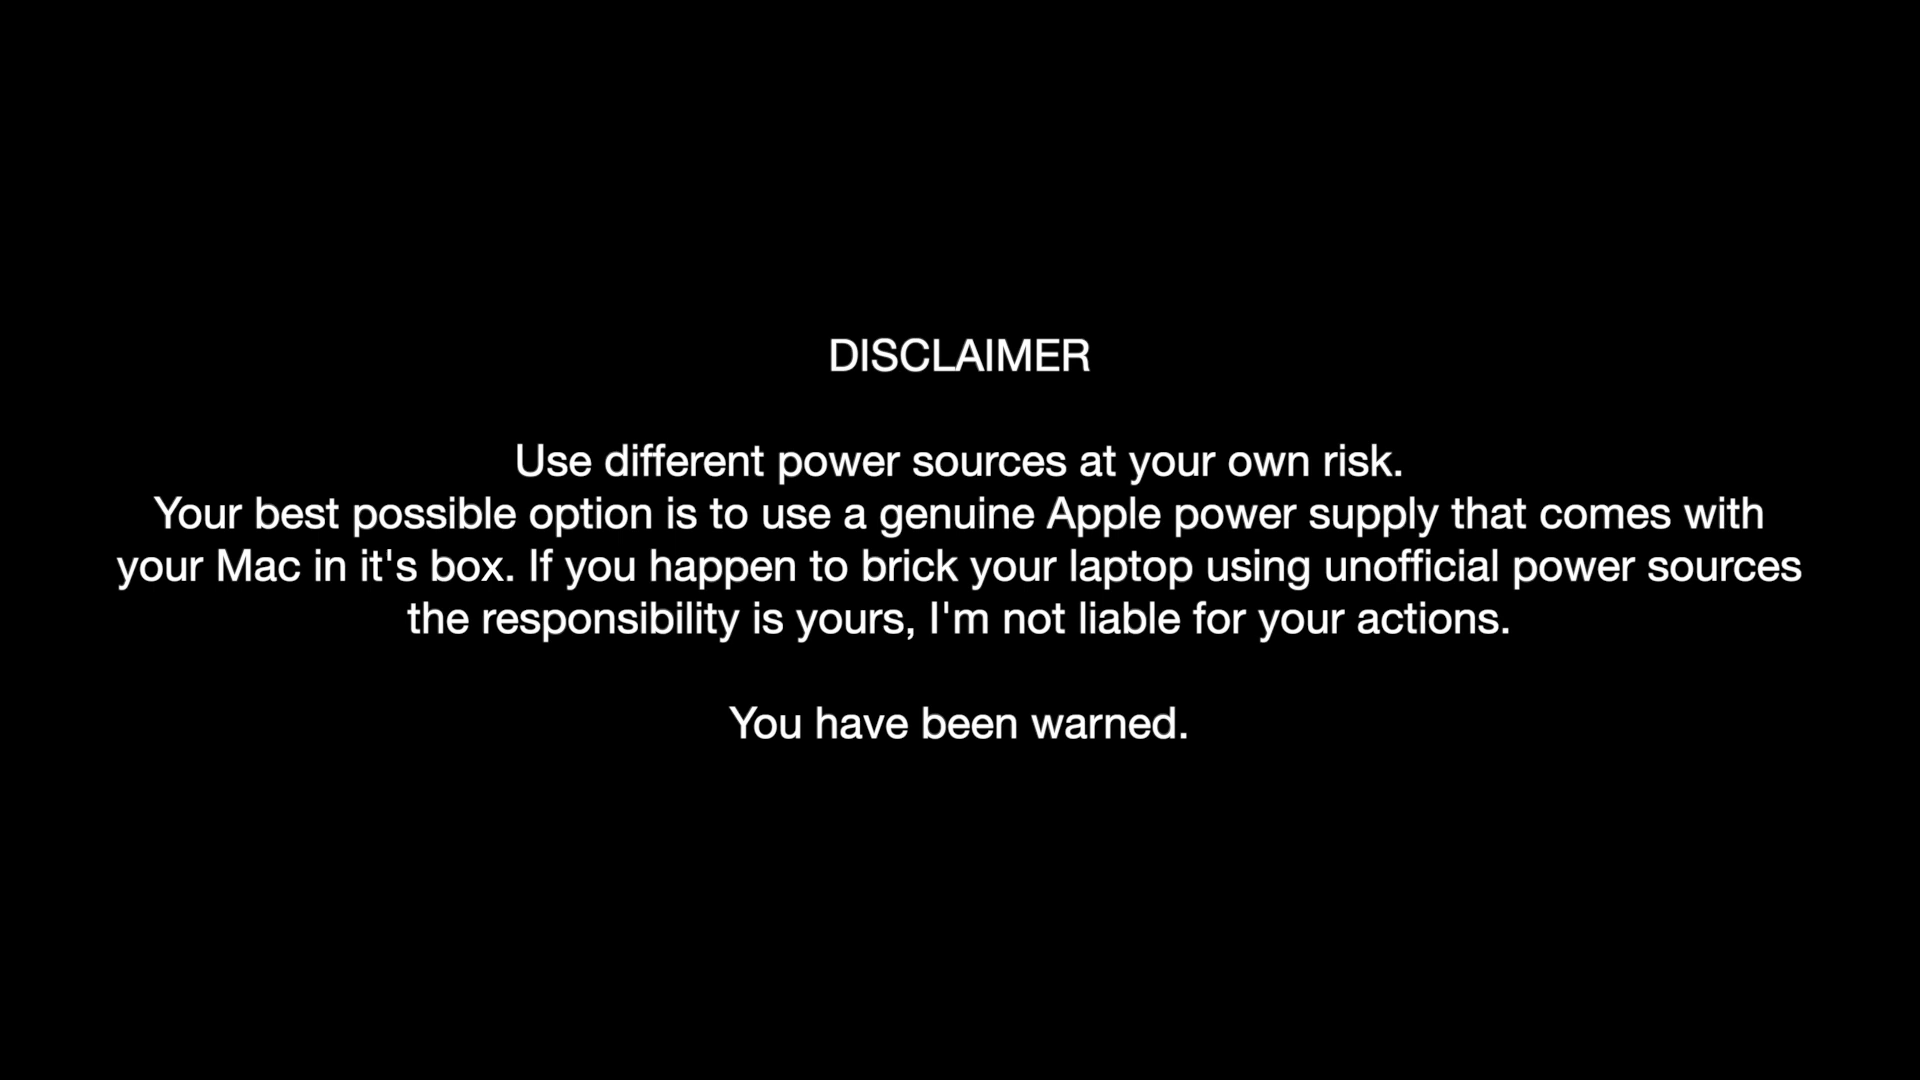 DISCLAIMER
Use different power sources at your own risk.
Your best possible option is to use a genuine Apple power supply that comes with
your Mac in it's box. If you happen to brick your laptop using unofficial power sources
the responsibility is yours, I'm not liable for your actions.
You have been warned.